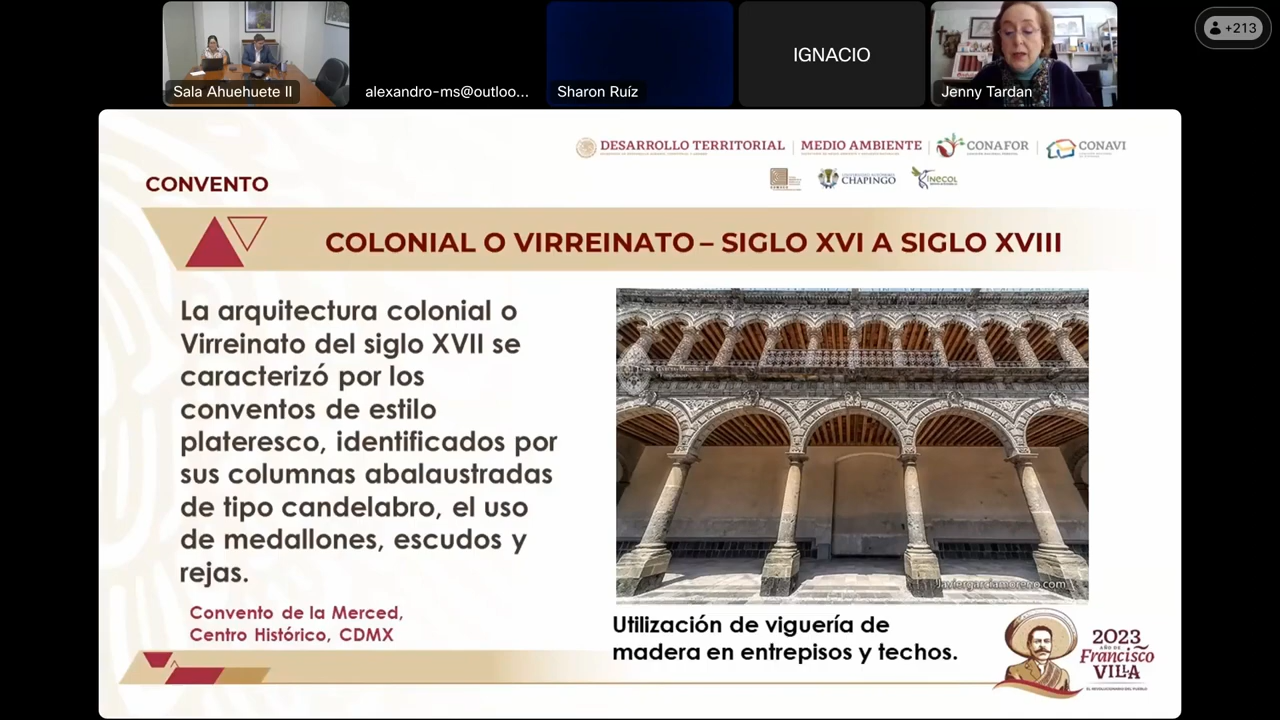 +213
Sala Ahuehuete II
alexandro-ms@outloo...
Sharon Ruíz
IGNACIO
Jenny Tardan
DESARROLLO TERRITORIAL
MEDIO AMBIENTE
CONAFOR
CONAVI
CHAPINGO
INECOL
CONVENTO
COLONIAL O VIRREINATO – SIGLO XVI A SIGLO XVIII
La arquitectura colonial o
Virreinato del siglo XVII se
caracterizó por los
conventos de estilo
plateresco, identificados por
sus columnas abalaustradas
de tipo candelabro, el uso
de medallones, escudos y
rejas.
Convento de la Merced,
Centro Histórico, CDMX
Javiergarciamoreno.com
Utilización de viguería de
madera en entrepisos y techos.
2023
AÑO DE
Francisco
VILLA
EL REVOLUCIONARIO DEL PUEBLO